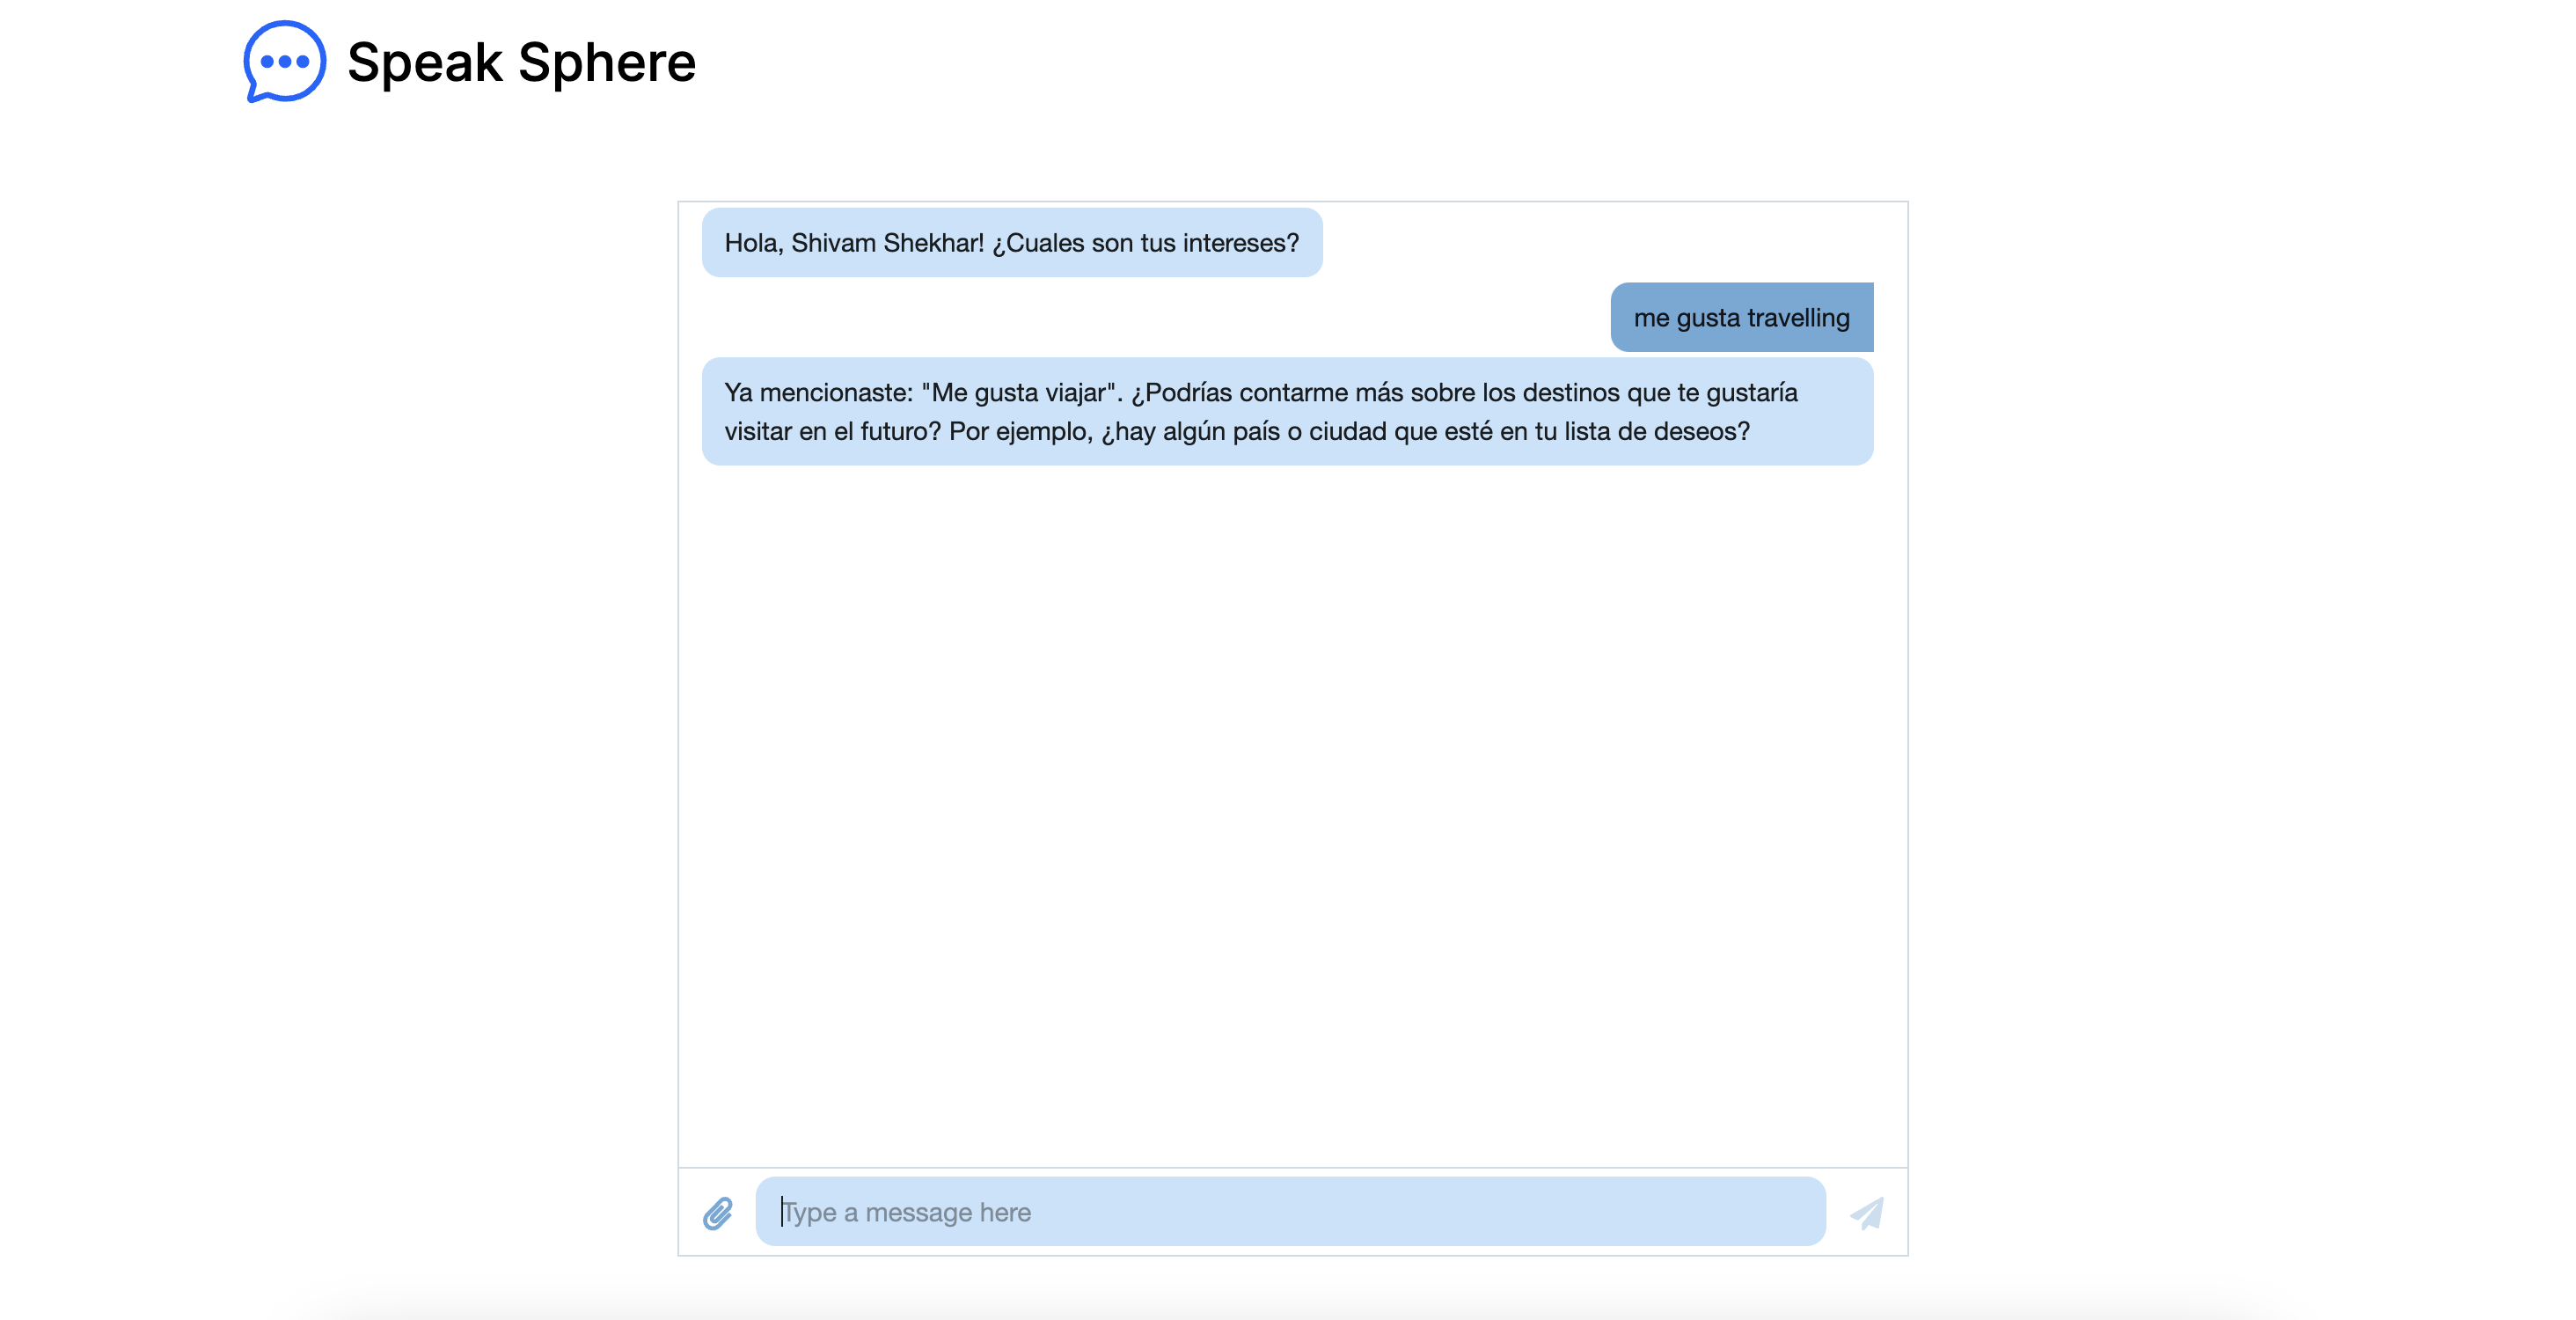 Speak Sphere
Hola, Shivam Shekhar! ¿Cuales son tus intereses?
me gusta travelling
Ya mencionaste: "Me gusta viajar". ¿Podrías contarme más sobre los destinos que te gustaría
visitar en el futuro? Por ejemplo, ¿hay algún país o ciudad que esté en tu lista de deseos?
Type a message here